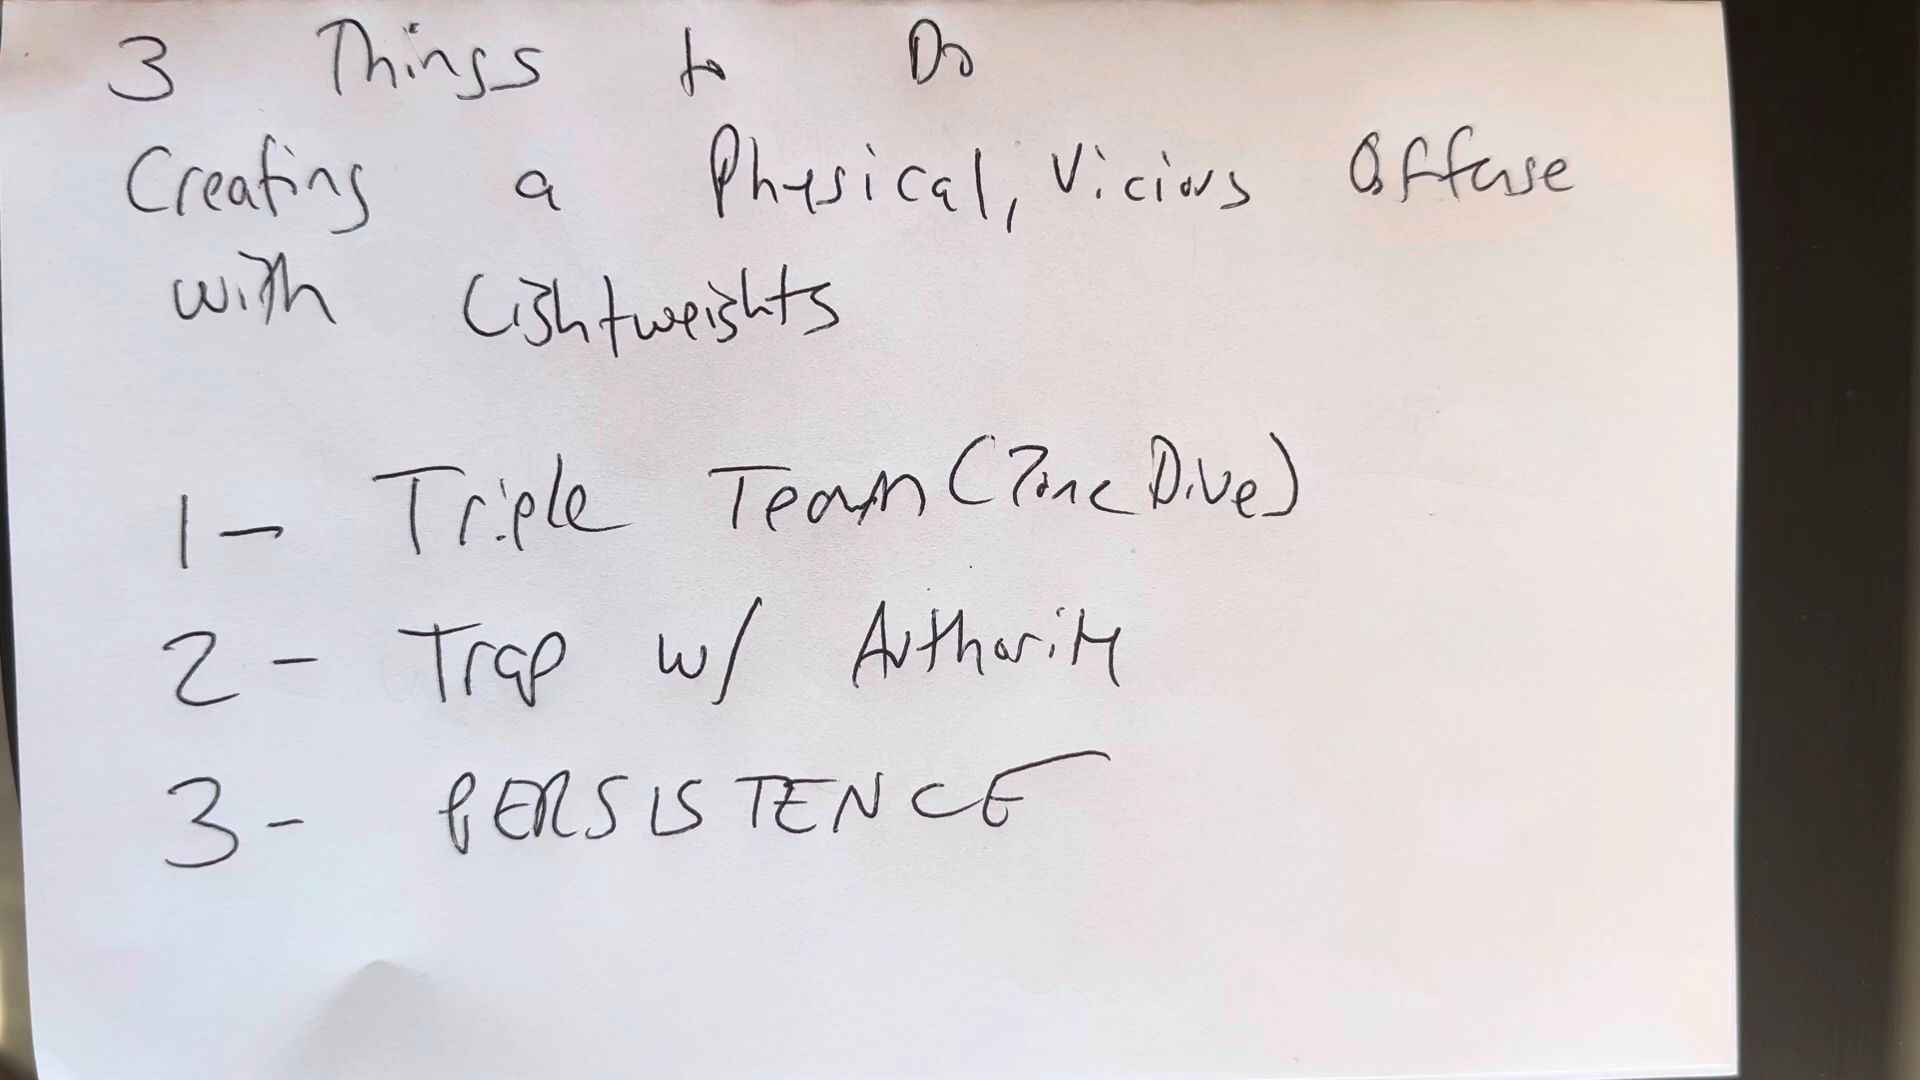 3 Things to Do
Creating a Physical, Vicious Offense
with Lightweights
1- Triple Team (Zone Dive)
2- Trap w/ Authority
3- PERSISTENCE